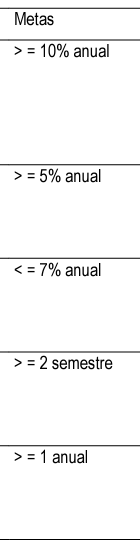 Metas
> = 10% anual
> = 5% anual
< = 7% anual
> = 2 semestre
> = 1 anual